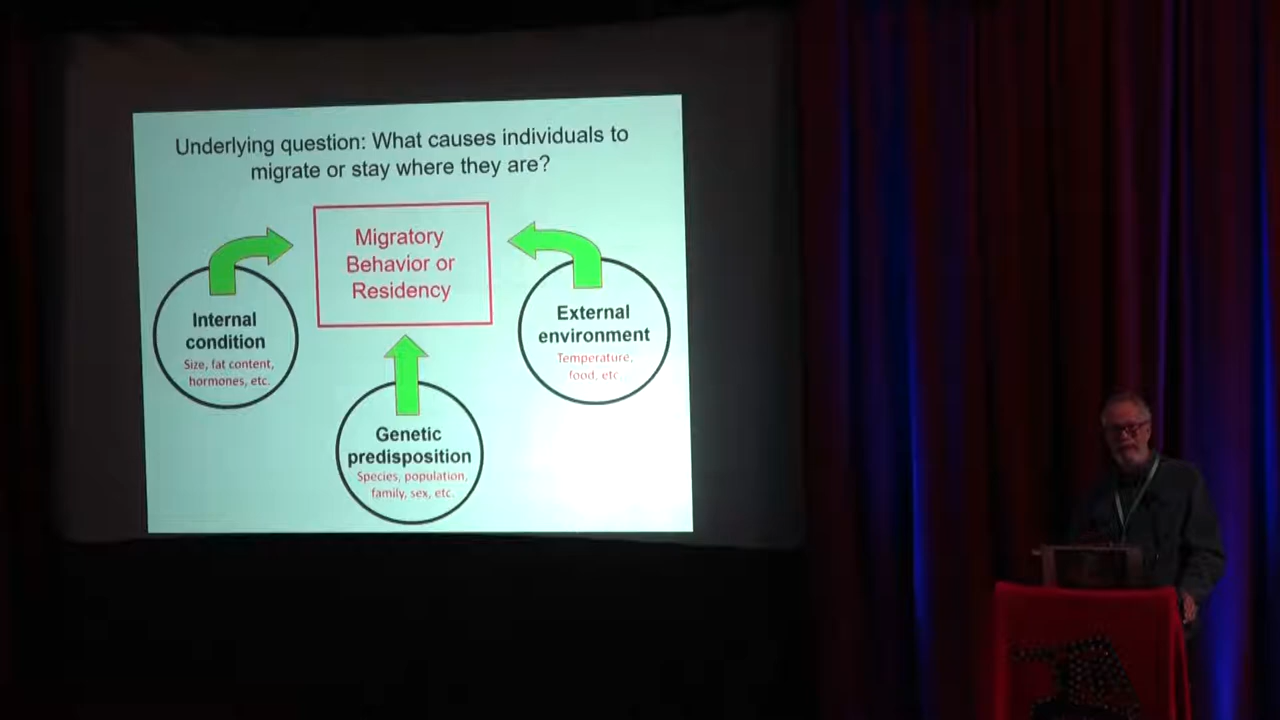 Underlying question: What causes individuals to
migrate or stay where they are?
Migratory
Behavior or
Residency
Internal
condition
Size, fat content,
hormones, etc.
External
environment
Temperature,
food, etc.
Genetic
predisposition
Species, population,
family, sex, etc.